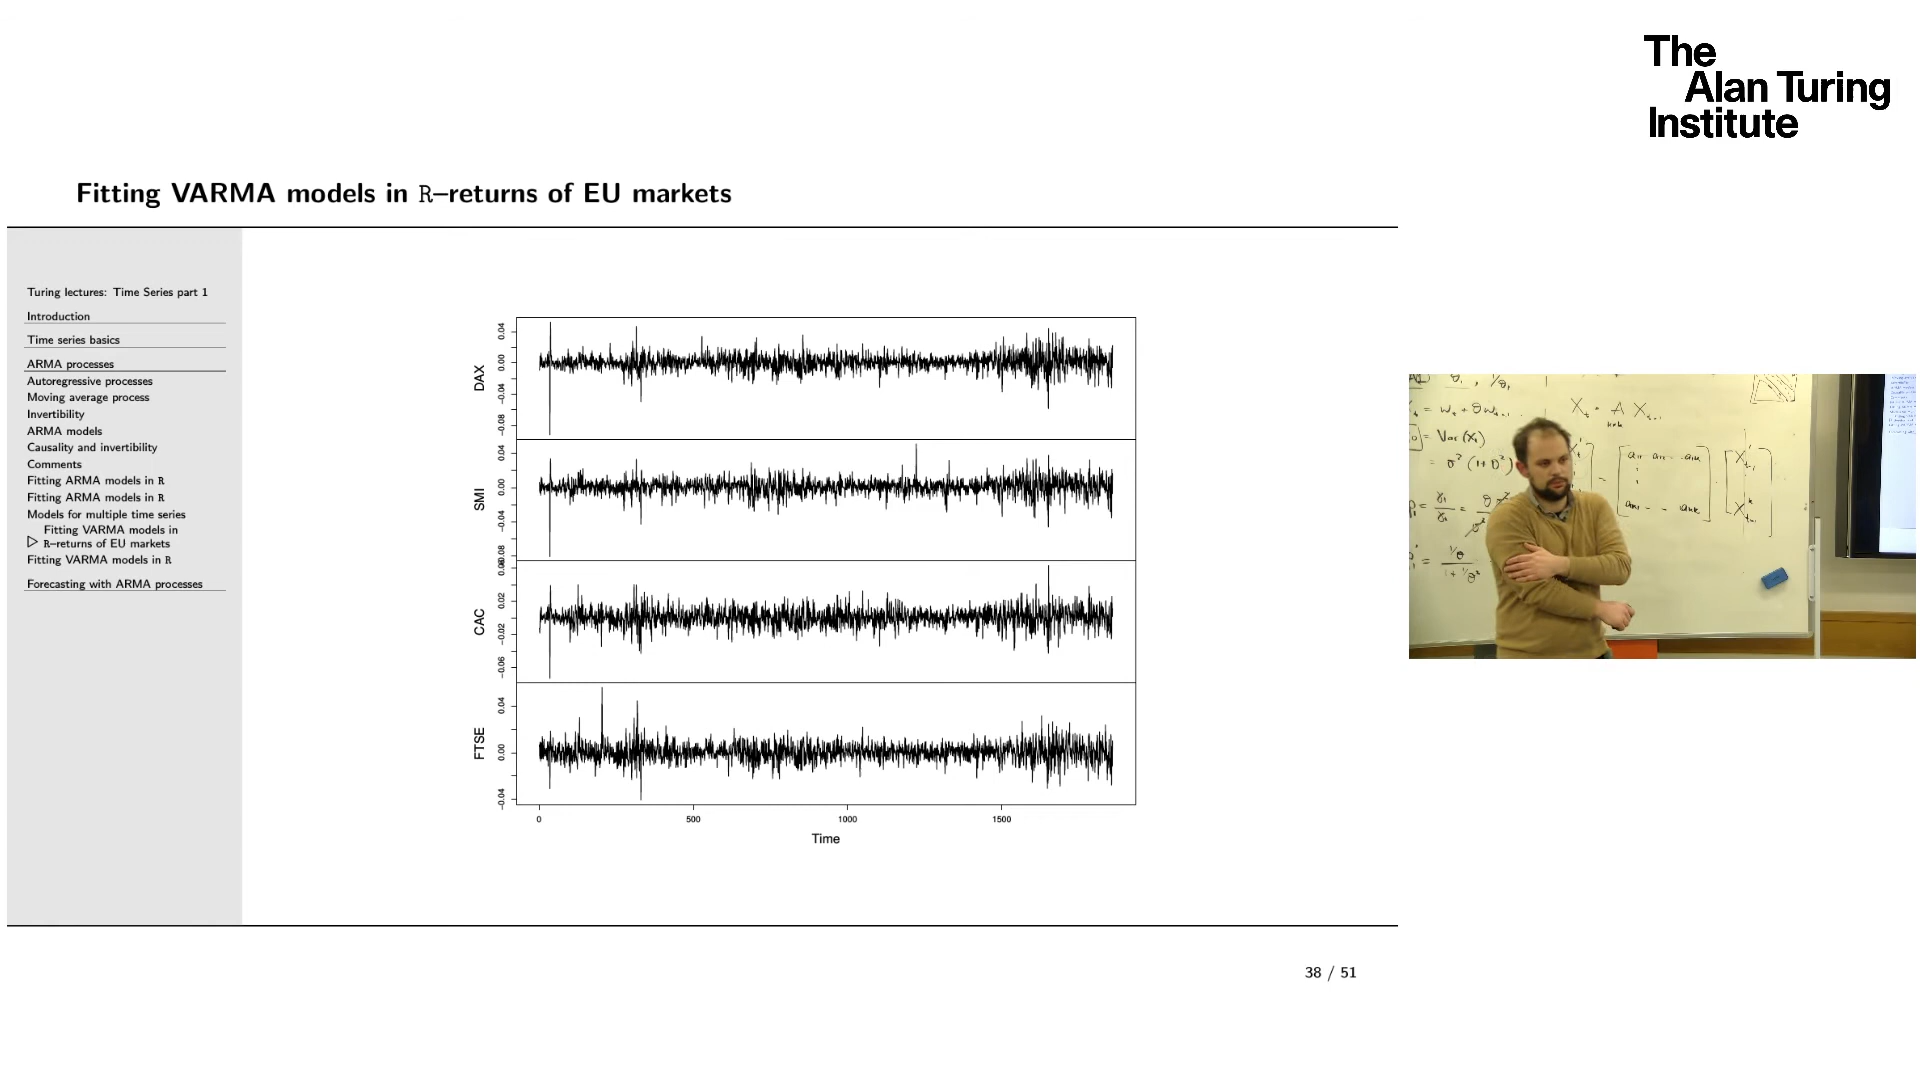 The
Alan Turing
Institute
Fitting VARMA models in R–returns of EU markets
Turing lectures: Time Series part 1
Introduction
Time series basics
ARMA processes
Autoregressive processes
Moving average process
Invertibility
ARMA models
Causality and invertibility
Comments
Fitting ARMA models in R
Fitting ARMA models in R
Models for multiple time series
Fitting VARMA models in
▷ R–returns of EU markets
Fitting VARMA models in R
Forecasting with ARMA processes
DAX
0.04
0.00
−0.04
−0.08
SMI
0.04
0.00
−0.04
CAC
0.02
−0.02
−0.06
FTSE
0.04
0.00
−0.04
0
500
1000
1500
Time
= Var (X₁)
38 / 51